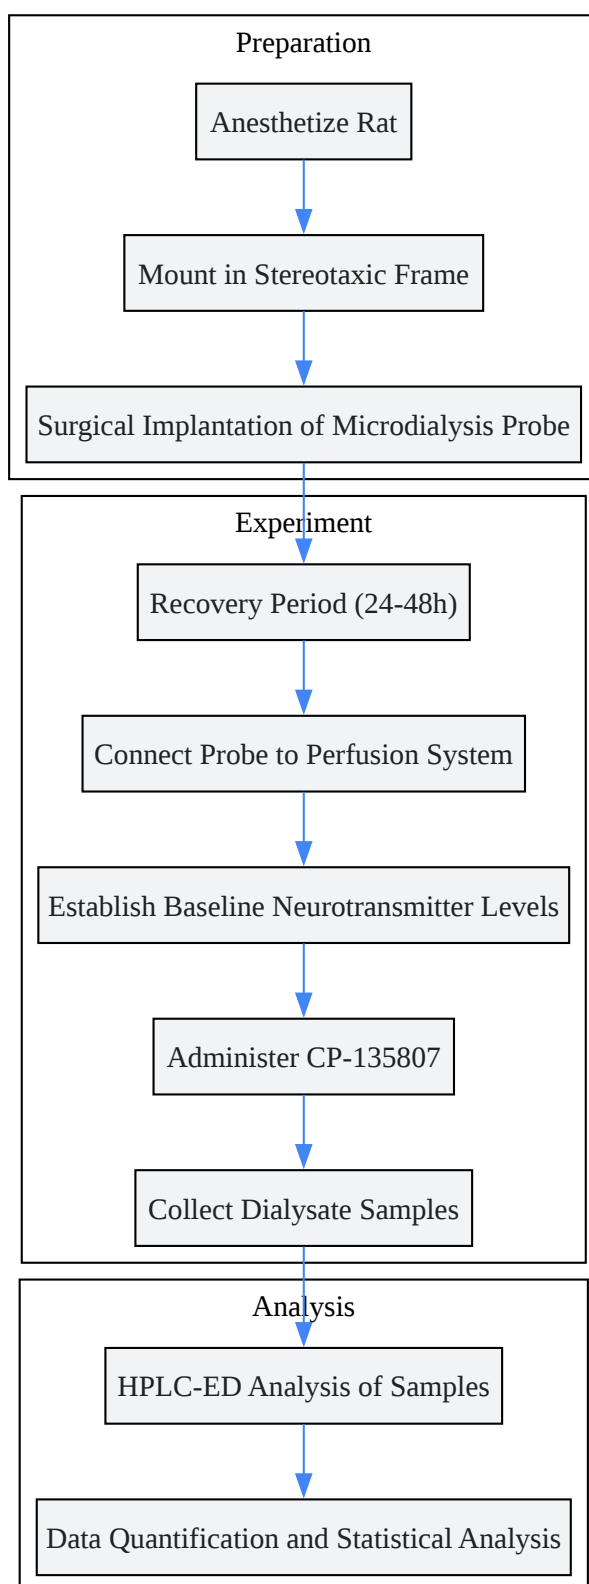 Preparation
Anesthetize Rat
Mount in Stereotaxic Frame
Surgical Implantation of Microdialysis Probe
Experiment
Recovery Period (24-48h)
Connect Probe to Perfusion System
Establish Baseline Neurotransmitter Levels
Administer CP-135807
Collect Dialysate Samples
Analysis
HPLC-ED Analysis of Samples
Data Quantification and Statistical Analysis